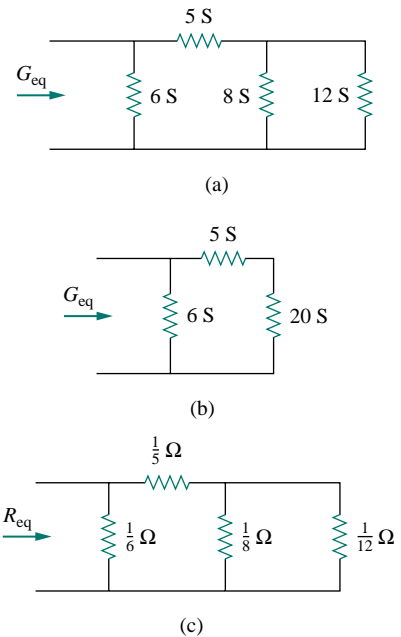 5 S
G_eq
6 S 8 S 12 S
(a)
5 S
G_eq
6 S 20 S
(b)
1/5 Ω
R_eq
1/6 Ω 1/8 Ω 1/12 Ω
(c)